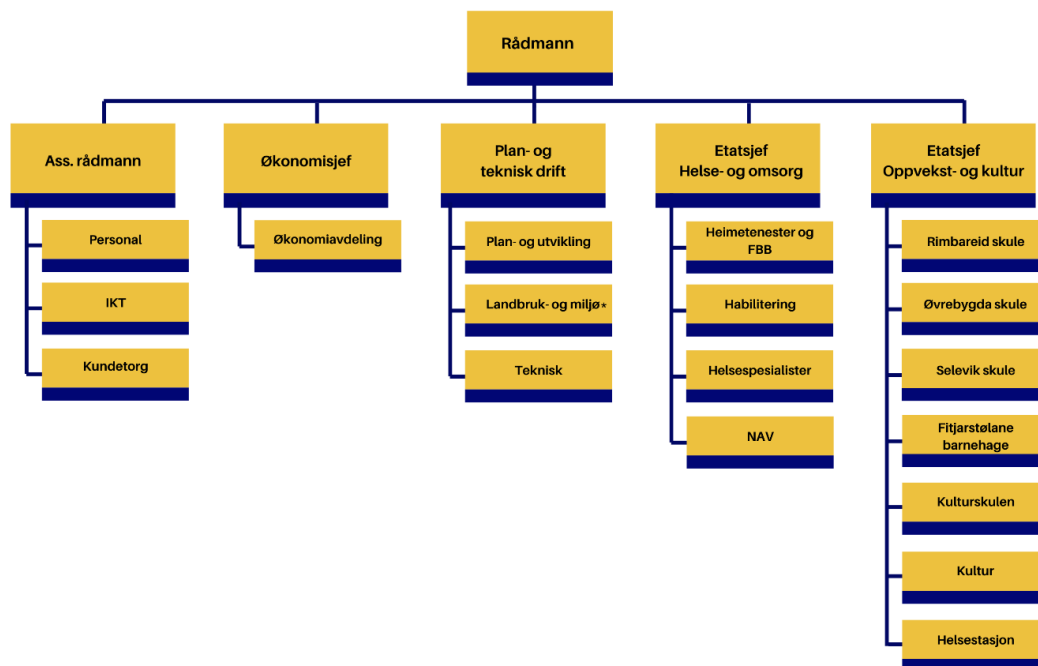 Rådmann
Ass. rådmann
Personal
IKT
Kundetorg
Økonomisjef
Økonomiavdeling
Plan- og
teknisk drift
Plan- og utvikling
Landbruk- og miljø*
Teknisk
Etatsjef
Helse- og omsorg
Heimetenester og
FBB
Habilitering
Helsespesialister
NAV
Etatsjef
Oppvekst- og kultur
Rimbareid skule
Øvrebygda skule
Selevik skule
Fitjarstølane
barnehage
Kulturskulen
Kultur
Helsestasjon